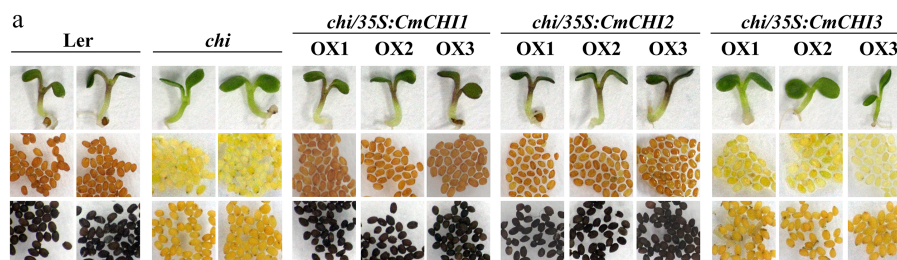 a
chi/35S:CmCHI1 chi/35S:CmCHI2 chi/35S:CmCHI3
Ler chi OX1 OX2 OX3 OX1 OX2 OX3 OX1 OX2 OX3